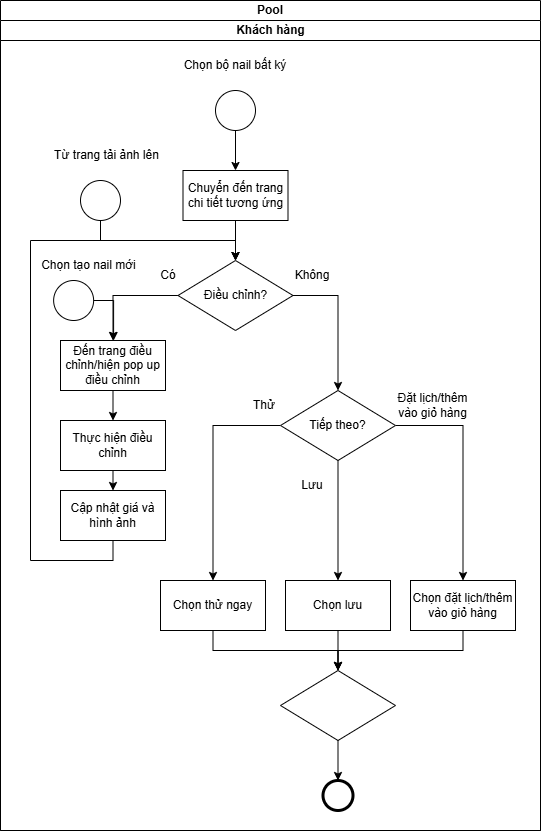 Pool
Khách hàng
Chọn bộ nail bất kỳ
Từ trang tải ảnh lên
Chuyển đến trang
chi tiết tương ứng
Chọn tạo nail mới
Có
Điều chỉnh?
Không
Đến trang điều
chỉnh/hiện pop up
điều chỉnh
Thực hiện điều
chỉnh
Cập nhật giá và
hình ảnh
Thử
Tiếp theo?
Đặt lịch/thêm
vào giỏ hàng
Lưu
Chọn thử ngay
Chọn lưu
Chọn đặt lịch/thêm
vào giỏ hàng